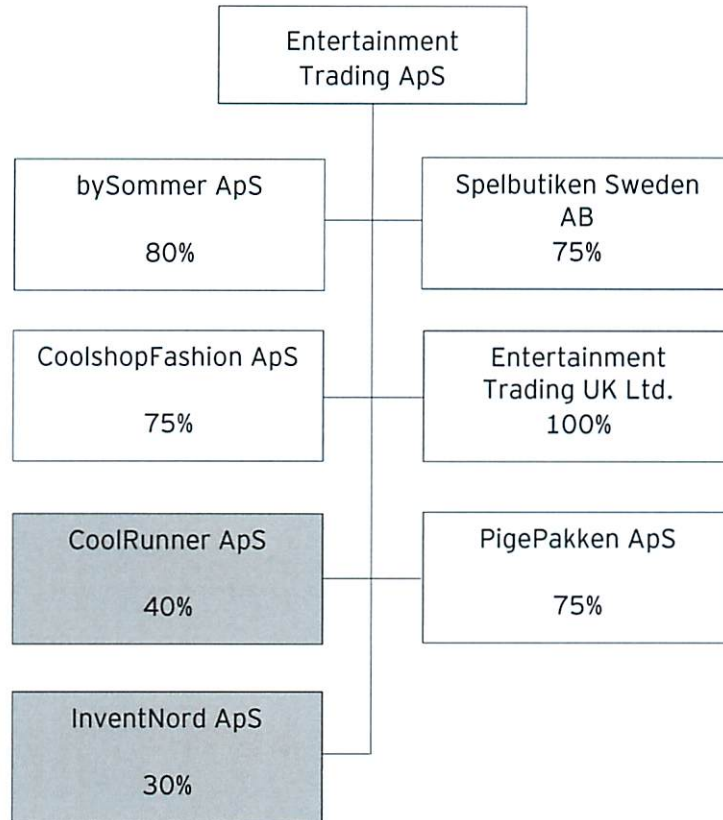 Entertainment
Trading ApS
bySommer ApS
80%
Spelbutiken Sweden
AB
75%
CoolshopFashion ApS
75%
Entertainment
Trading UK Ltd.
100%
CoolRunner ApS
40%
PigePakken ApS
75%
InventNord ApS
30%